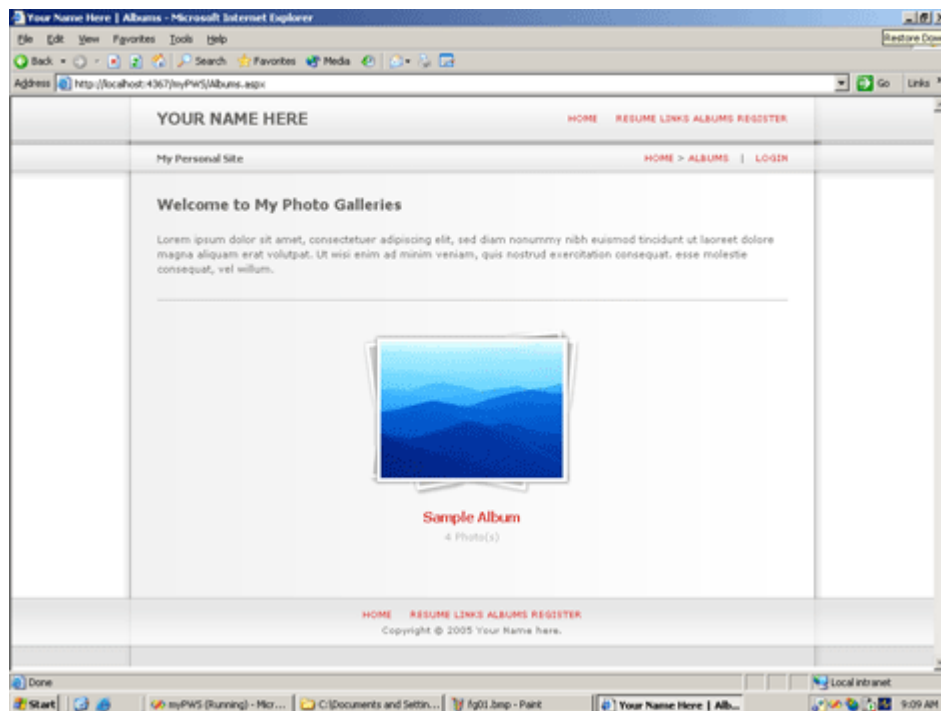 Your Name Here | Albums - Microsoft Internet Explorer
File Edit View Favorites Tools Help
Restore Dow
Back Search Favorites Media
Address http://localhost:4367/myPWS/Albums.aspx Go Links
YOUR NAME HERE HOME RESUME LINKS ALBUMS REGISTER
My Personal Site HOME > ALBUMS | LOGIN
Welcome to My Photo Galleries
Lorem ipsum dolor sit amet, consectetuer adipiscing elit, sed diam nonummy nibh euismod tincidunt ut laoreet dolore
magna aliquam erat volutpat. Ut wisi enim ad minim veniam, quis nostrud exercitation consequat. esse molestie
consequat, vel willum.
Sample Album
4 Photo(s)
HOME RESUME LINKS ALBUMS REGISTER
Copyright © 2005 Your Name here.
Done Local intranet
Start myPWS (Running) - Micr... C:\Documents and Settin... fg01.bmp - Paint Your Name Here | Alb... 9:09 AM